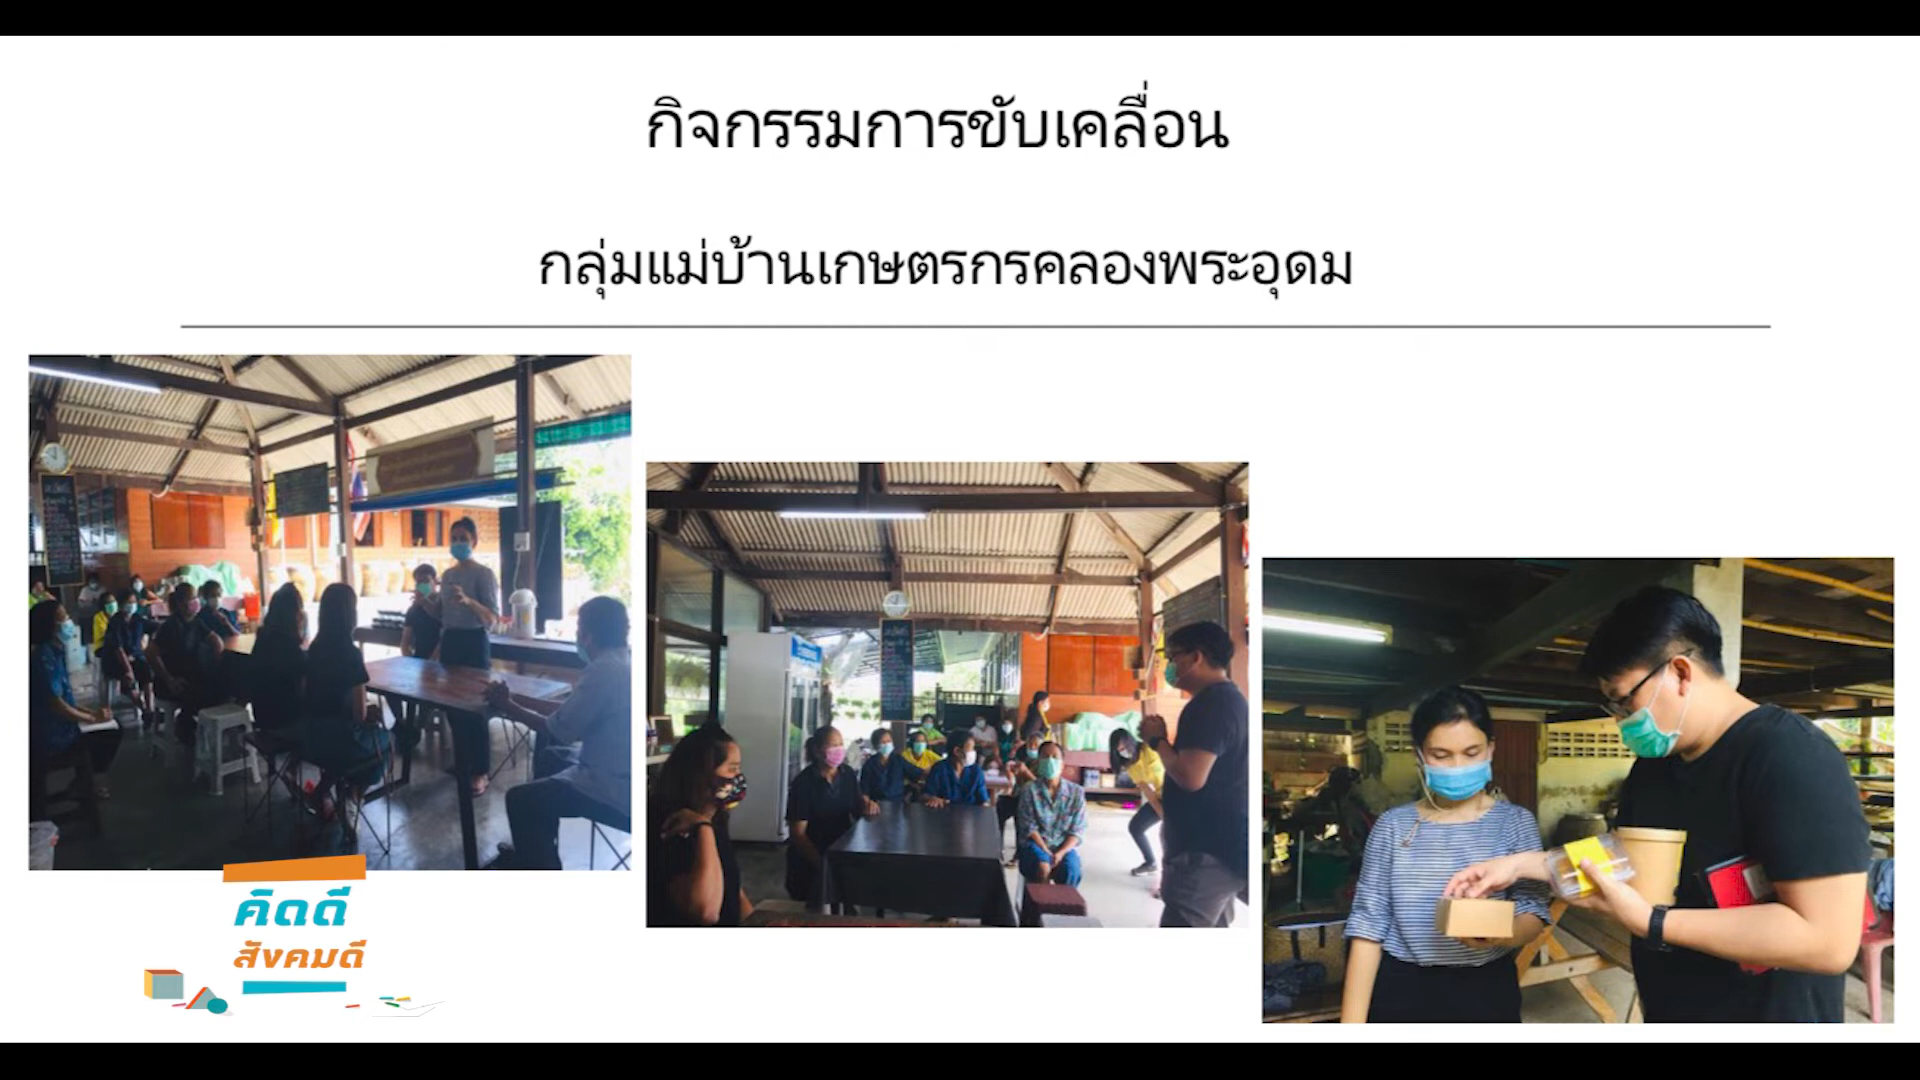 กิจกรรมการขับเคลื่อน
กลุ่มแม่บ้านเกษตรกรคลองพระอุดม
คิดดี
สังคมดี